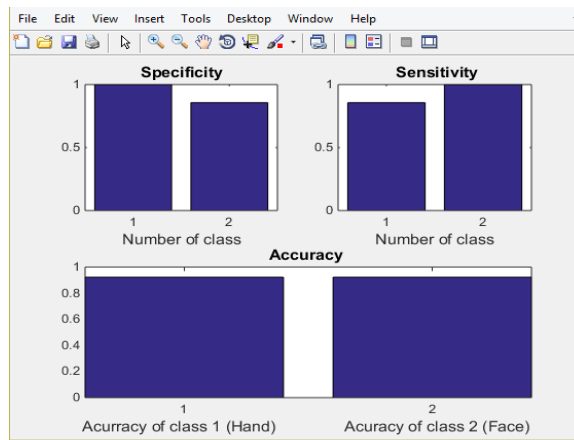 File Edit View Insert Tools Desktop Window Help
Specificity
1
0.5
0
1 2
Number of class
Sensitivity
1
0.5
0
1 2
Number of class
Accuracy
1
0.8
0.6
0.4
0.2
0
1 2
Acurracy of class 1 (Hand) Acuracy of class 2 (Face)